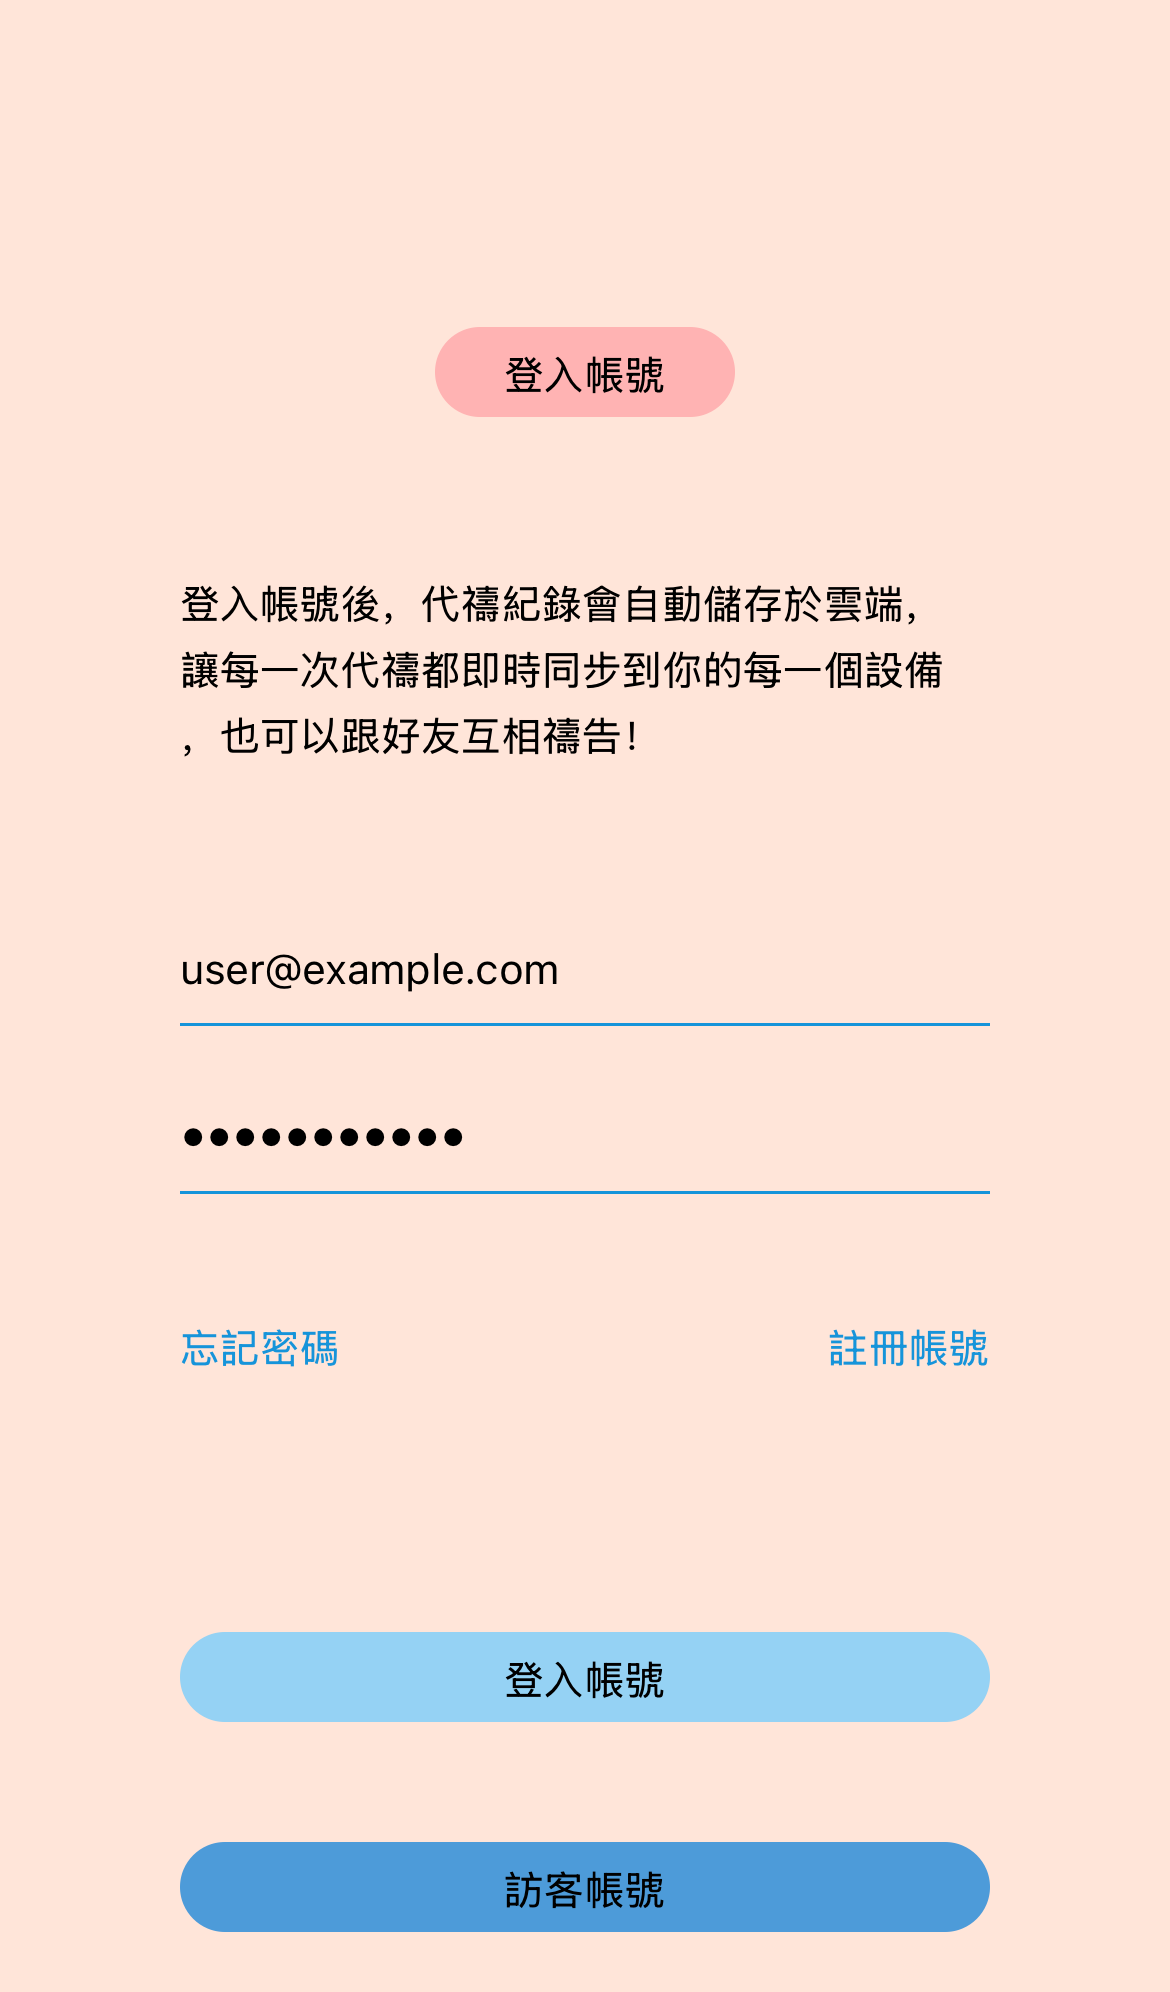 登入帳號
登入帳號後，代禱紀錄會自動儲存於雲端，
讓每一次代禱都即時同步到你的每一個設備
，也可以跟好友互相禱告！
user@example.com
●●●●●●●●●●●
忘記密碼
註冊帳號
登入帳號
訪客帳號